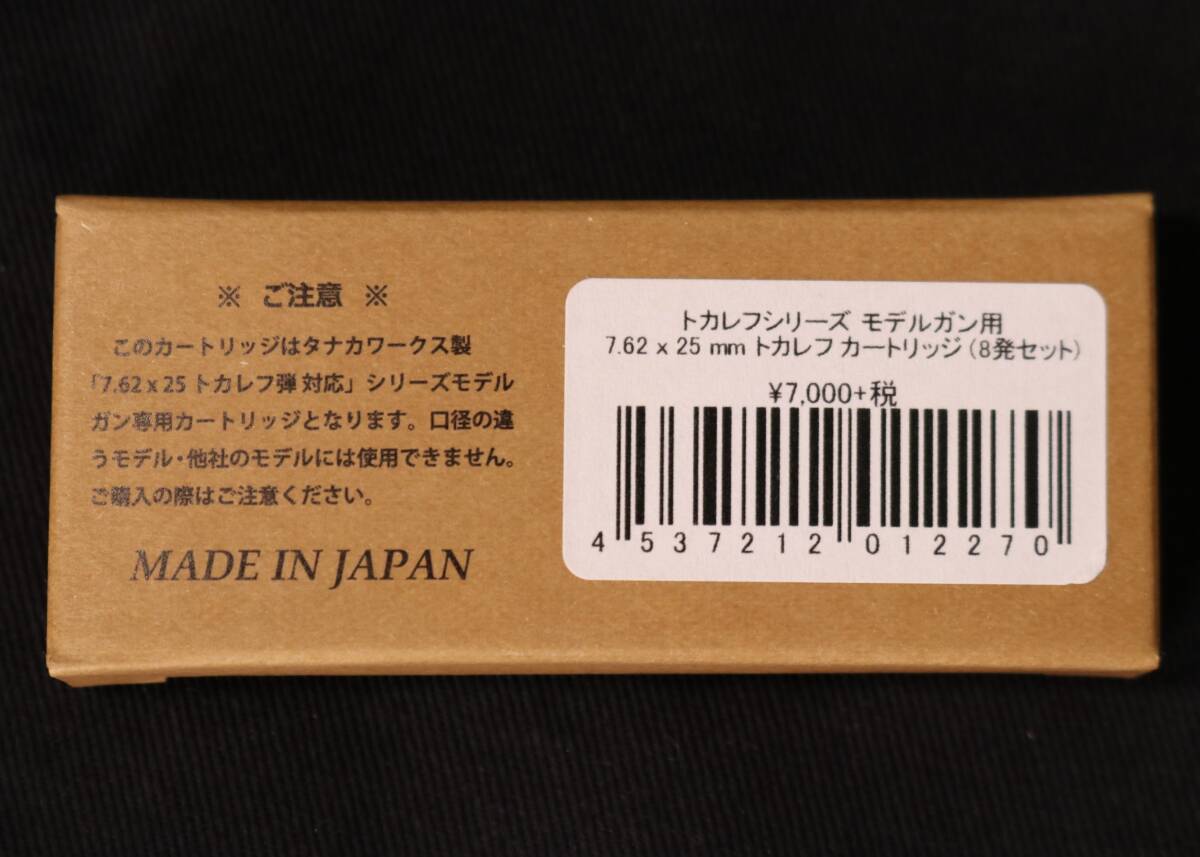 ※ ご注意 ※
このカートリッジはタナカワークス製
「7.62 x 25 トカレフ弾 対応」シリーズモデル
ガン専用カートリッジとなります。口径の違
うモデル・他社のモデルには使用できません。
ご購入の際はご注意ください。
MADE IN JAPAN
トカレフシリーズ モデルガン用
7.62 x 25 mm トカレフ カートリッジ (8発セット)
¥7,000+税
4 537212 012270